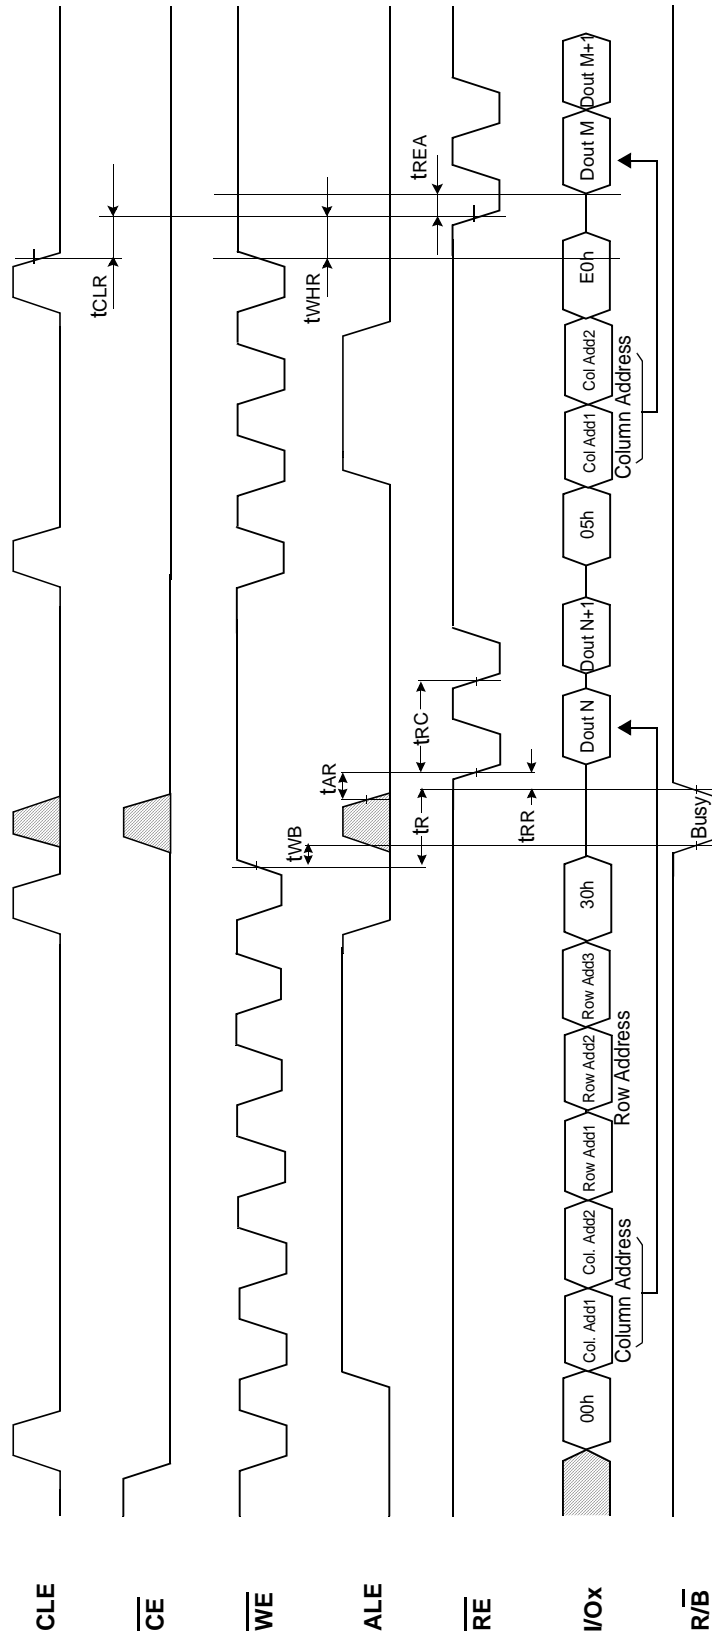 CLE
CE
WE
ALE
RE
I/Ox
R/B
tCLR
tWB
tWHR
tAR
tR
tRC
tRR
tREA
00h
Col. Add1
Col. Add2
Row Add1
Row Add2
Row Add3
30h
Dout N
Dout N+1
05h
Col Add1
Col Add2
E0h
Dout M
Dout M+1
Column Address
Row Address
Column Address
Busy